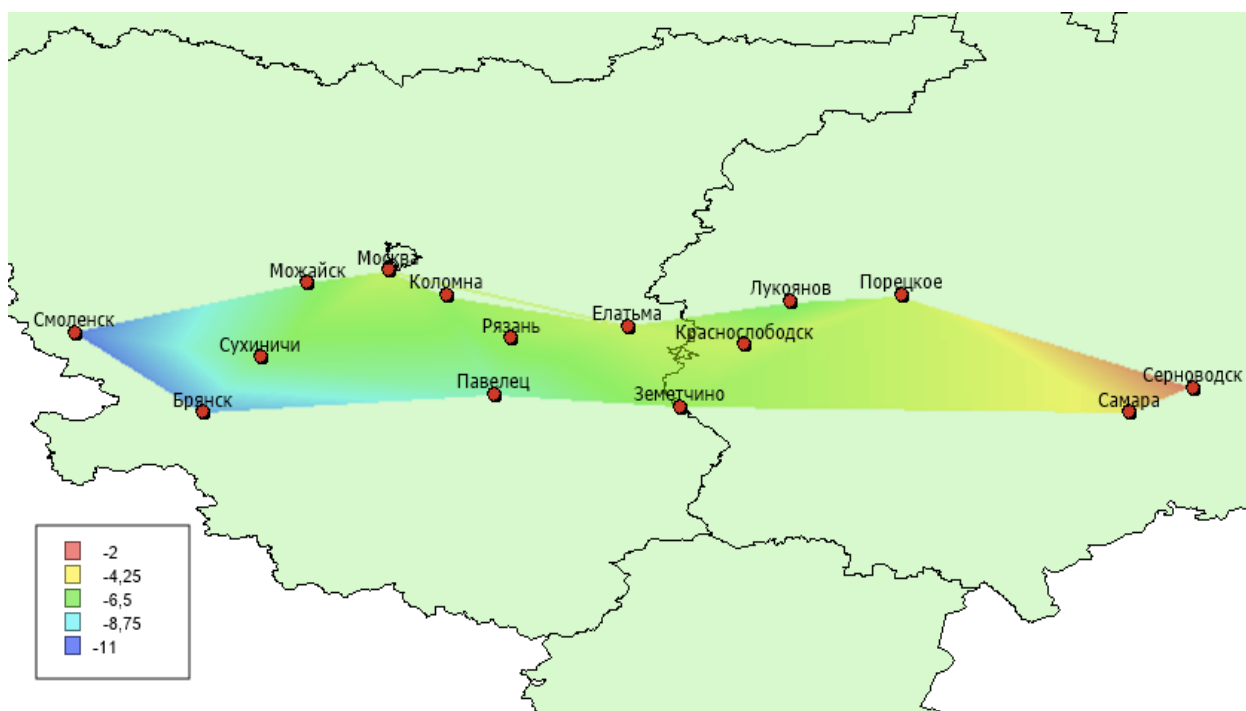 Москва
Можайск
Коломна
Порецкое
Лукоянов
Смоленск
Елатьма
Рязань
Краснослободск
Сухиничи
Павелец
Серноводск
Брянск
Земетчино
Самара
-2
-4,25
-6,5
-8,75
-11